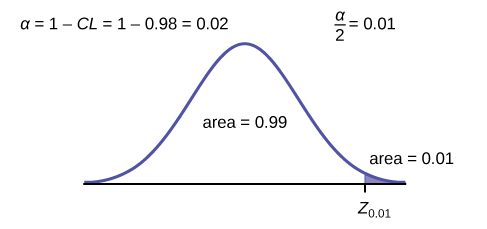 α = 1 – CL = 1 – 0.98 = 0.02
α/2 = 0.01
area = 0.99
area = 0.01
Z₀.₀₁